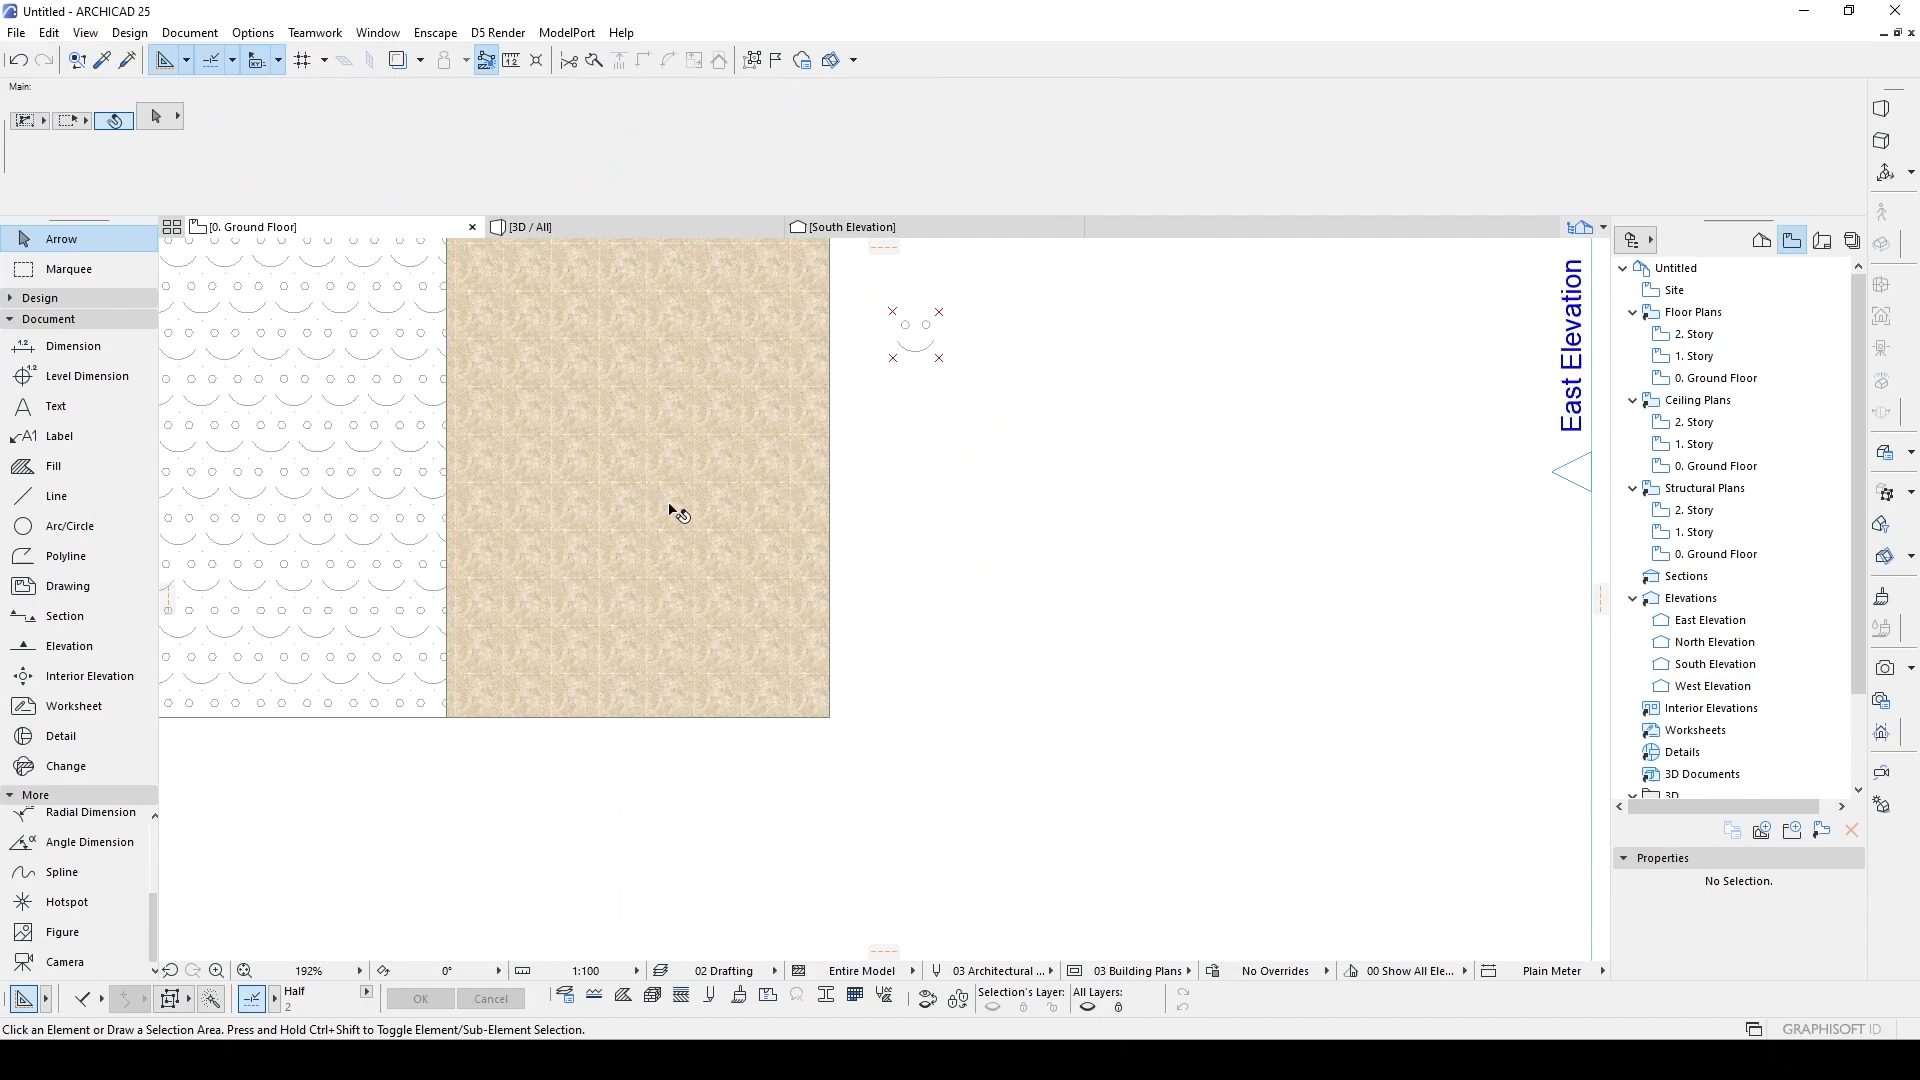 Untitled - ARCHICAD 25
File Edit View Design Document Options Teamwork Window Enscape D5 Render ModelPort Help
Main:
[0. Ground Floor]
[3D / All]
[South Elevation]
Arrow
Marquee
Design
Document
Dimension
Level Dimension
Text
Label
Fill
Line
Arc/Circle
Polyline
Drawing
Section
Elevation
Interior Elevation
Worksheet
Detail
Change
More
Radial Dimension
Angle Dimension
Spline
Hotspot
Figure
Camera
East Elevation
Untitled
Site
Floor Plans
2. Story
1. Story
0. Ground Floor
Ceiling Plans
2. Story
1. Story
0. Ground Floor
Structural Plans
2. Story
1. Story
0. Ground Floor
Sections
Elevations
East Elevation
North Elevation
South Elevation
West Elevation
Interior Elevations
Worksheets
Details
3D Documents
3D
Properties
No Selection.
192% 0° 1:100 02 Drafting Entire Model 03 Architectural ... 03 Building Plans No Overrides 00 Show All Ele... Plain Meter
Half
2
OK Cancel
Selection's Layer: All Layers:
Click an Element or Draw a Selection Area. Press and Hold Ctrl+Shift to Toggle Element/Sub-Element Selection.
GRAPHISOFT ID